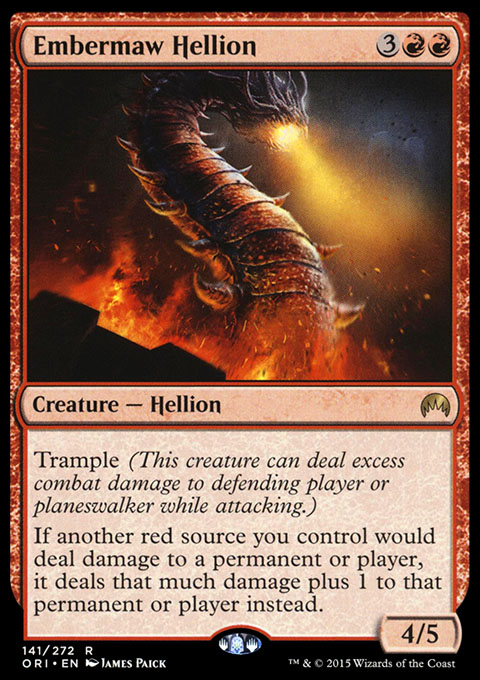 Embermaw Hellion 3
Creature — Hellion
Trample (This creature can deal excess
combat damage to defending player or
planeswalker while attacking.)
If another red source you control would
deal damage to a permanent or player,
it deals that much damage plus 1 to that
permanent or player instead.
4/5
141/272 R
ORI • EN James Paick
™ & © 2015 Wizards of the Coast